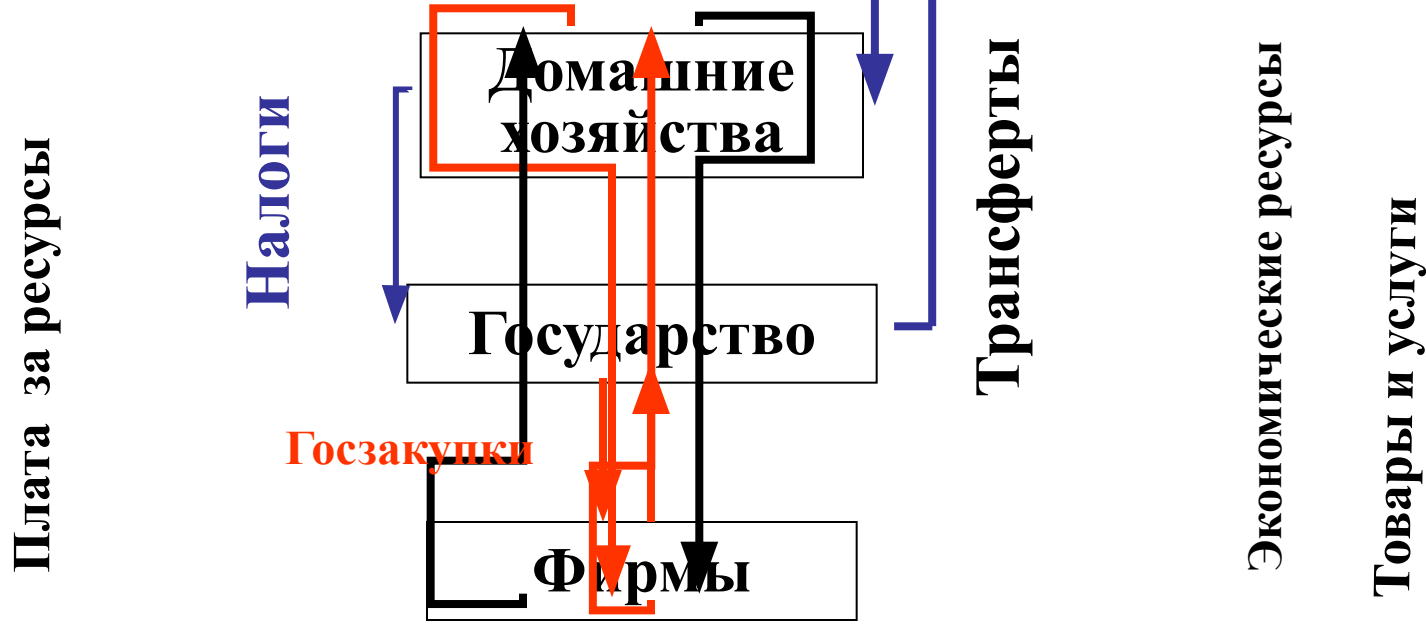 Плата за ресурсы
Налоги
Домашние
хозяйства
Государство
Госзакупки
Фирмы
Трансферты
Экономические ресурсы
Товары и услуги